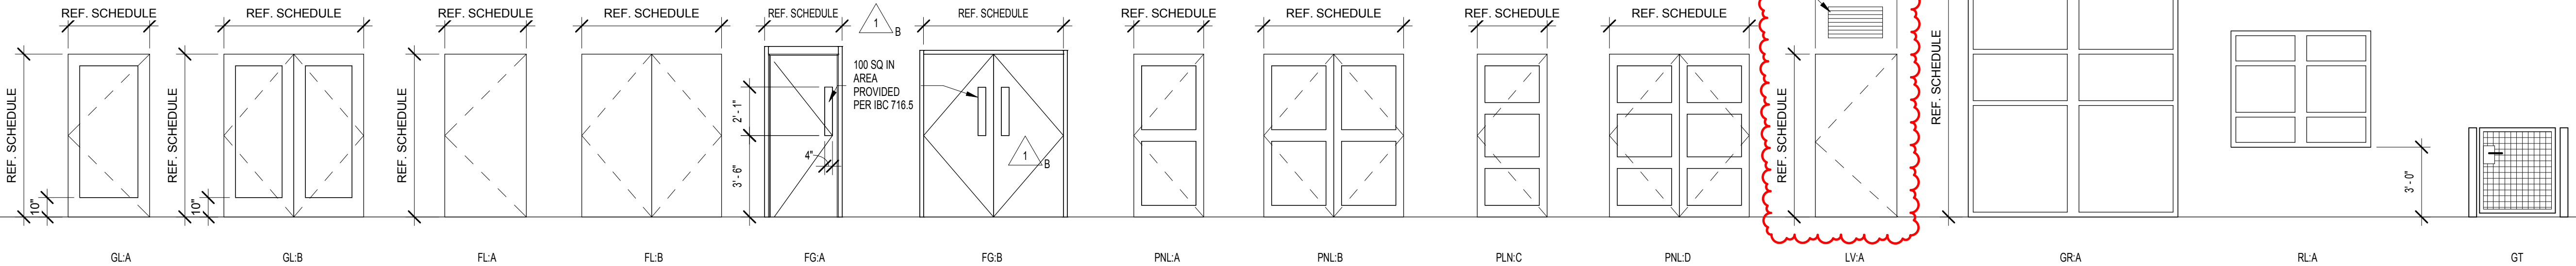 REF. SCHEDULE
REF. SCHEDULE
REF. SCHEDULE
REF. SCHEDULE
REF. SCHEDULE
REF. SCHEDULE
REF. SCHEDULE
REF. SCHEDULE
REF. SCHEDULE
REF. SCHEDULE
1
B
REF. SCHEDULE
10"
REF. SCHEDULE
10"
REF. SCHEDULE
2' - 1"
3' - 6"
4"
100 SQ IN
AREA
PROVIDED
PER IBC 716.5
1
B
REF. SCHEDULE
REF. SCHEDULE
3' - 0"
GL:A
GL:B
FL:A
FL:B
FG:A
FG:B
PNL:A
PNL:B
PLN:C
PNL:D
LV:A
GR:A
RL:A
GT